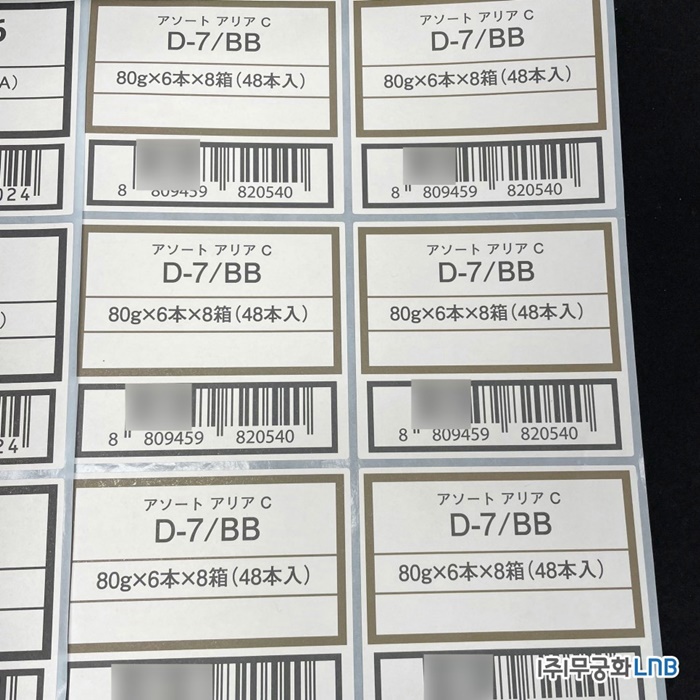 6
アソート アリア C
D-7/BB
80g×6本×8箱(48本入)
アソート アリア C
D-7/BB
80g×6本×8箱(48本入)
A)
024
8 809459 820540
8 809459 820540
アソート アリア C
D-7/BB
80g×6本×8箱(48本入)
アソート アリア C
D-7/BB
80g×6本×8箱(48本入)
)
24
8 809459 820540
8 809459 820540
アソート アリア C
D-7/BB
80g×6本×8箱(48本入)
アソート アリア C
D-7/BB
80g×6本×8箱(48本入)
(주)무궁화LNB